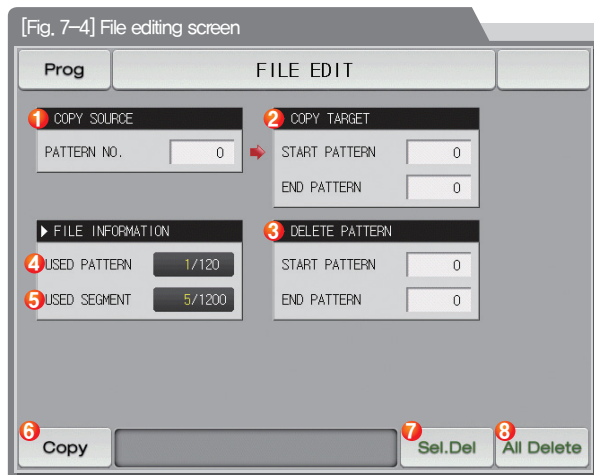 [Fig. 7-4] File editing screen
Prog
FILE EDIT
1 COPY SOURCE
PATTERN NO. 0
2 COPY TARGET
START PATTERN 0
END PATTERN 0
▶ FILE INFORMATION
4 USED PATTERN 1/120
5 USED SEGMENT 5/1200
3 DELETE PATTERN
START PATTERN 0
END PATTERN 0
6 Copy
7 Sel.Del
8 All Delete